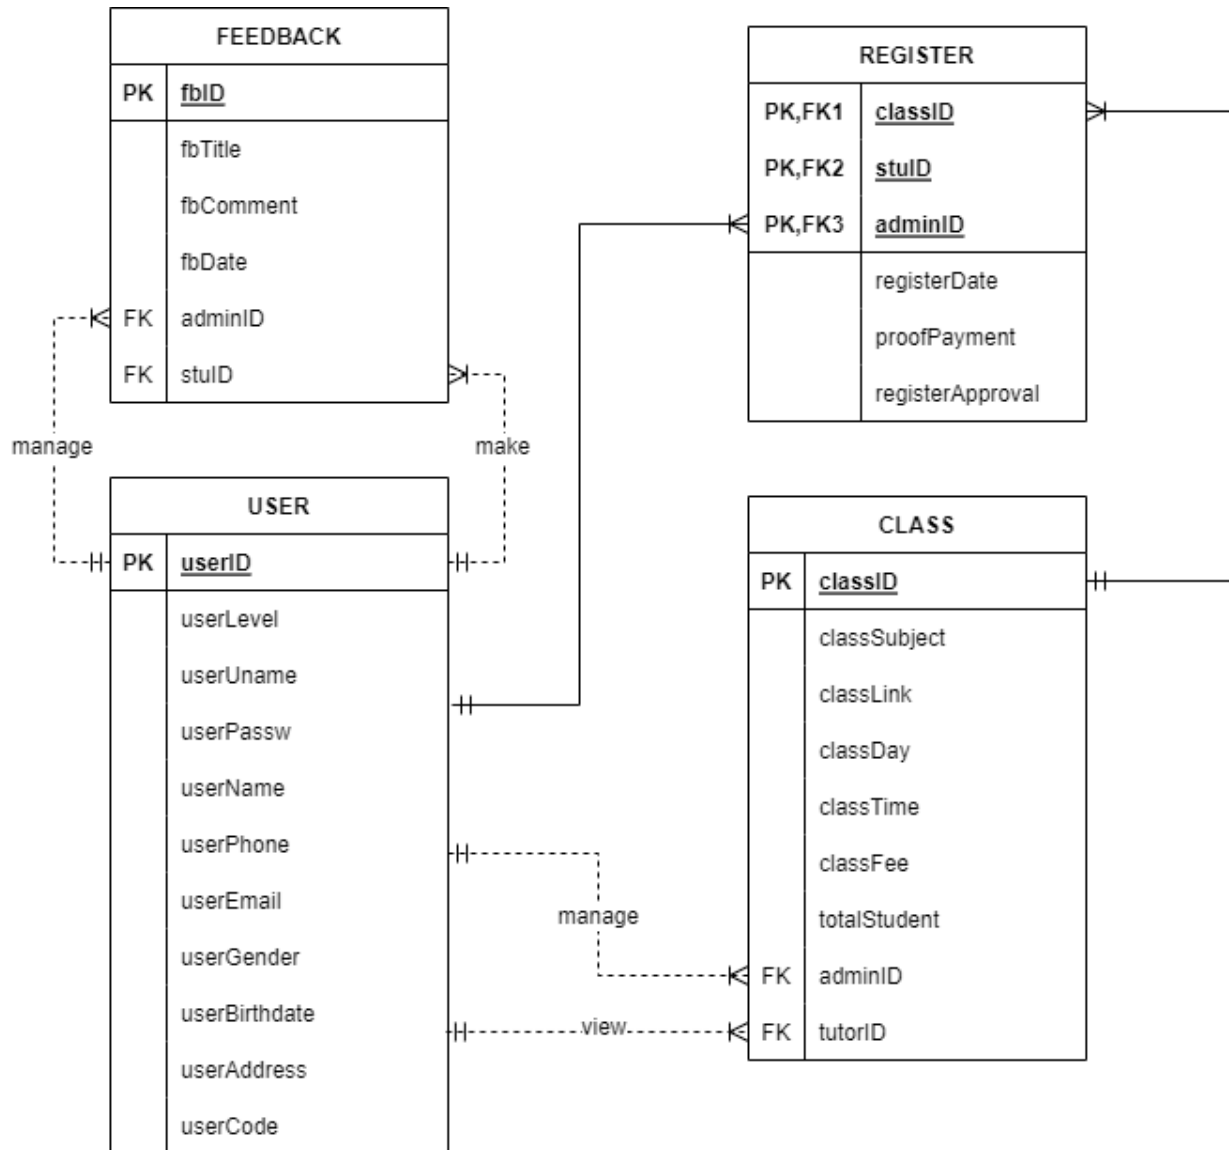 FEEDBACK
PK fbID
fbTitle
fbComment
fbDate
FK adminID
FK stuID
manage
make
USER
PK userID
userLevel
userUname
userPassw
userName
userPhone
userEmail
userGender
userBirthdate
userAddress
userCode
REGISTER
PK,FK1 classID
PK,FK2 stuID
PK,FK3 adminID
registerDate
proofPayment
registerApproval
manage
view
CLASS
PK classID
classSubject
classLink
classDay
classTime
classFee
totalStudent
FK adminID
FK tutorID